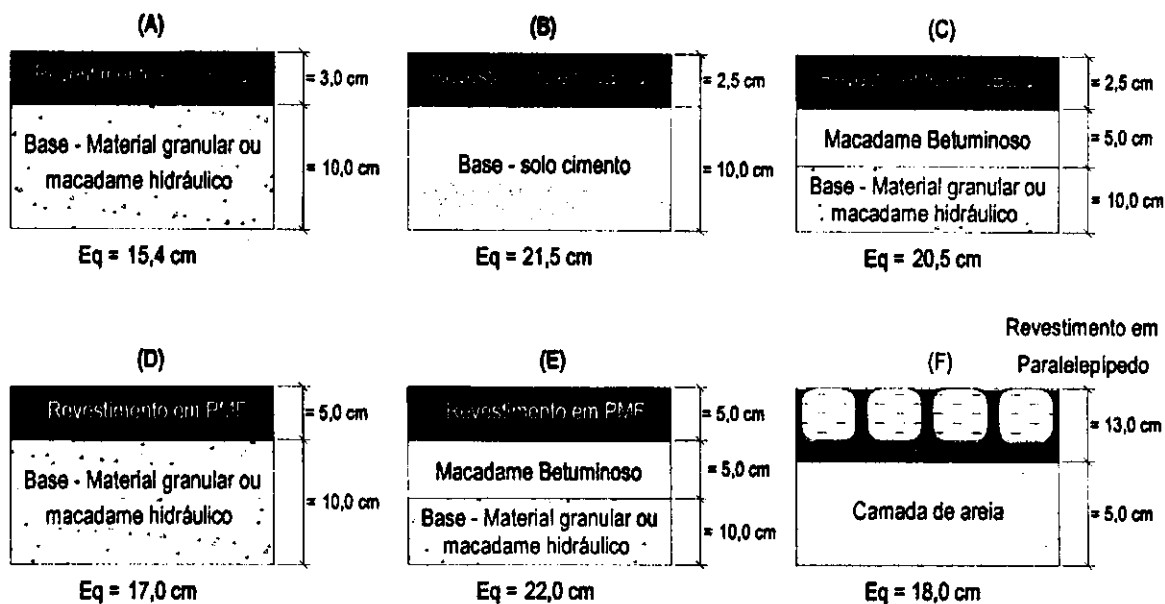 (A)
Revestimento
= 3,0 cm
Base - Material granular ou
macadame hidráulico
= 10,0 cm
Eq = 15,4 cm
(B)
= 2,5 cm
Base - solo cimento
= 10,0 cm
Eq = 21,5 cm
(C)
= 2,5 cm
Macadame Betuminoso
= 5,0 cm
Base - Material granular ou
macadame hidráulico
= 10,0 cm
Eq = 20,5 cm
(D)
Revestimento em PMF
= 5,0 cm
Base - Material granular ou
macadame hidráulico
= 10,0 cm
Eq = 17,0 cm
(E)
Revestimento em PMF
= 5,0 cm
Macadame Betuminoso
= 5,0 cm
Base - Material granular ou
macadame hidráulico
= 10,0 cm
Eq = 22,0 cm
(F)
Revestimento em
Paralelepípedo
= 13,0 cm
Camada de areia
= 5,0 cm
Eq = 18,0 cm